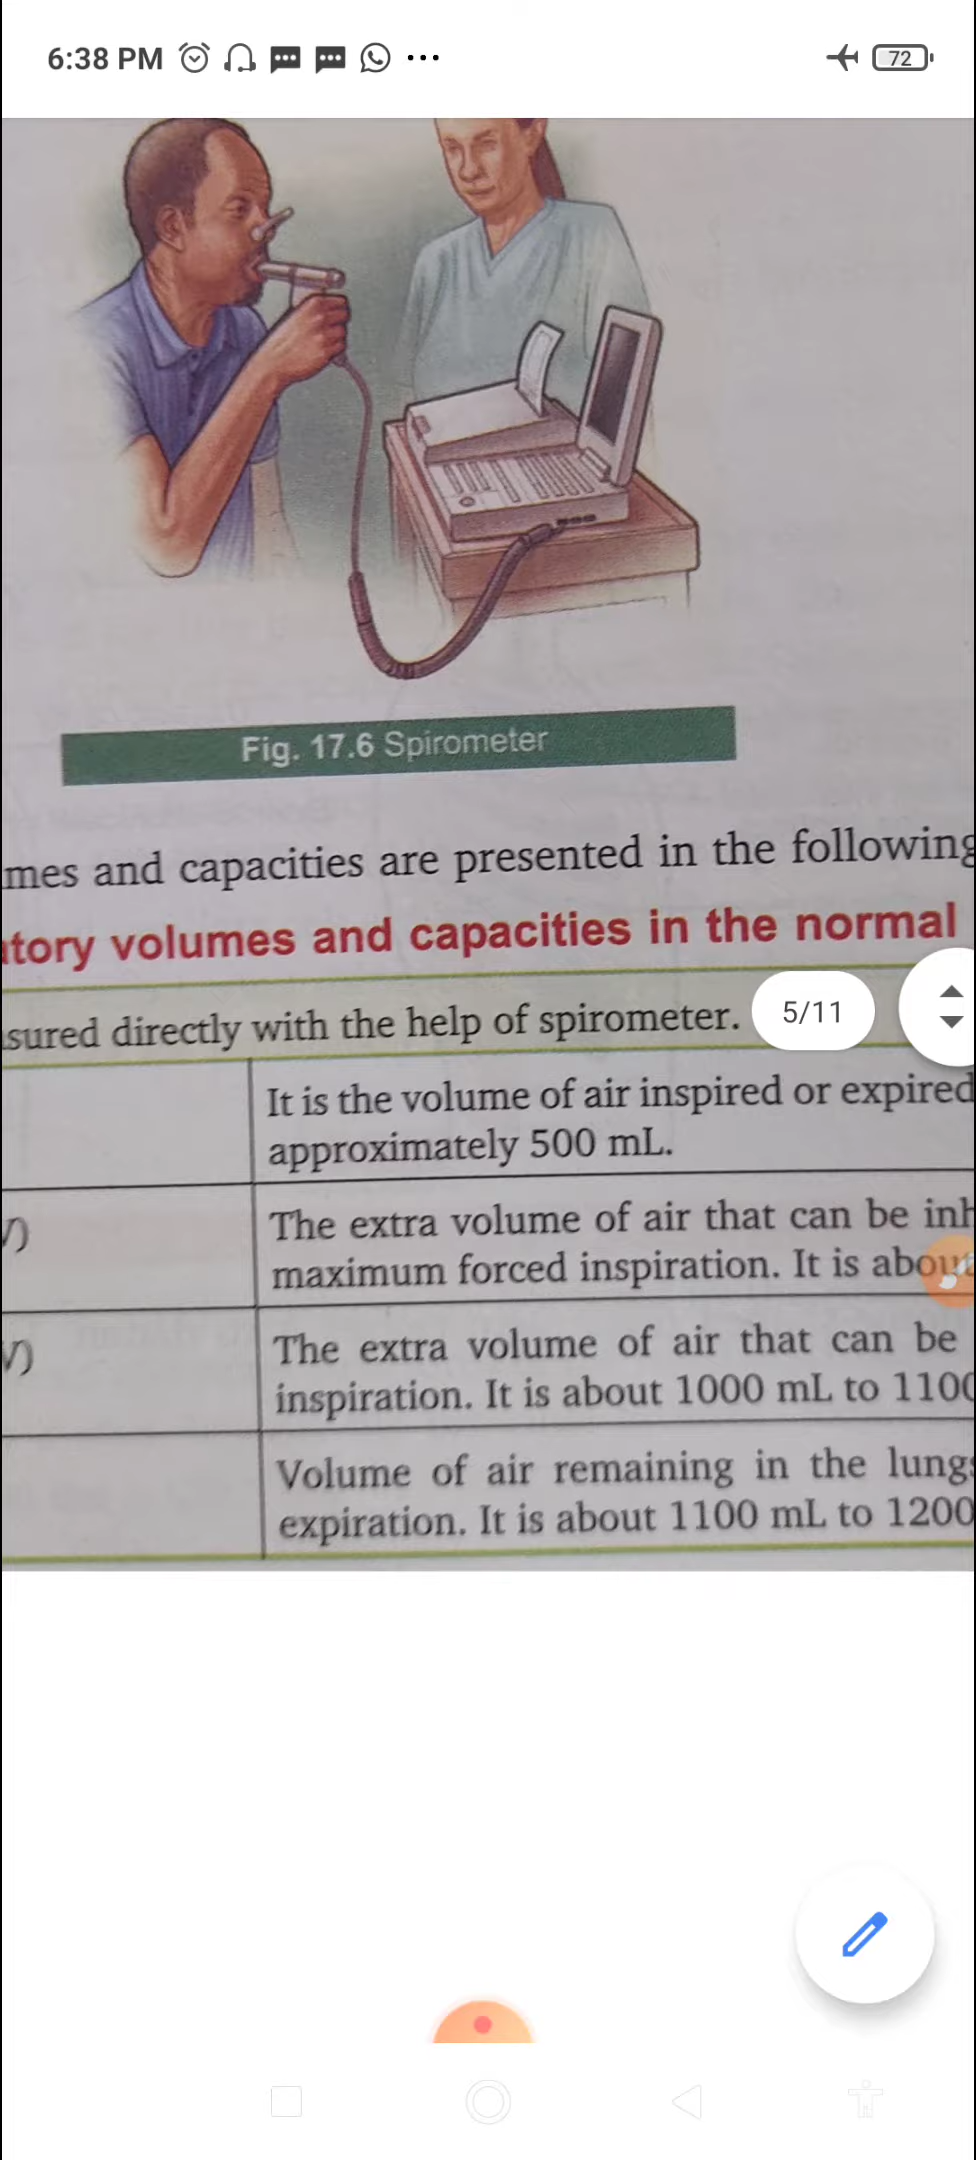 6:38 PM
72
Fig. 17.6 Spirometer
mes and capacities are presented in the following
tory volumes and capacities in the normal
sured directly with the help of spirometer.
5/11
It is the volume of air inspired or expired
approximately 500 mL.
V)
The extra volume of air that can be inh
maximum forced inspiration. It is about
V)
The extra volume of air that can be
inspiration. It is about 1000 mL to 1100
Volume of air remaining in the lungs
expiration. It is about 1100 mL to 1200